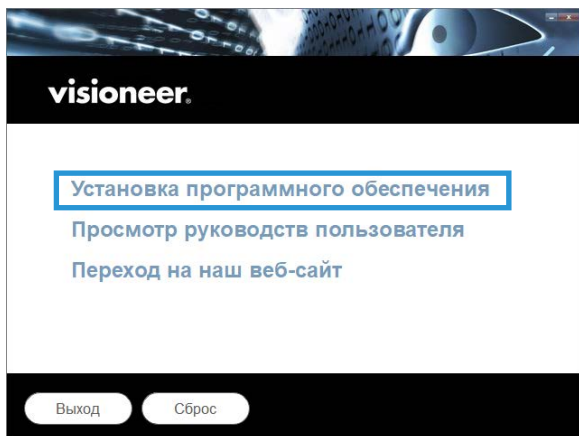 visioneer®
Установка программного обеспечения
Просмотр руководств пользователя
Переход на наш веб-сайт
Выход
Сброс